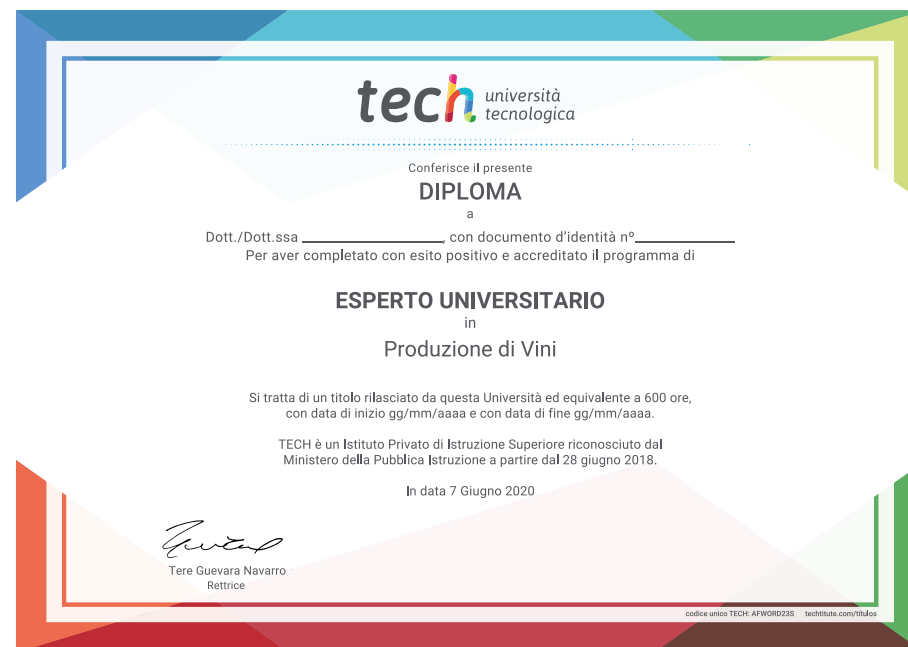 tech università
tecnologica
Conferisce il presente
DIPLOMA
a
Dott./Dott.ssa ____________________, con documento d'identità nº______________
Per aver completato con esito positivo e accreditato il programma di
ESPERTO UNIVERSITARIO
in
Produzione di Vini
Si tratta di un titolo rilasciato da questa Università ed equivalente a 600 ore,
con data di inizio gg/mm/aaaa e con data di fine gg/mm/aaaa.
TECH è un Istituto Privato di Istruzione Superiore riconosciuto dal
Ministero della Pubblica Istruzione a partire dal 28 giugno 2018.
In data 7 Giugno 2020
Tere Guevara Navarro
Rettrice
codice unico TECH: AFWORD23S techtitute.com/titulos